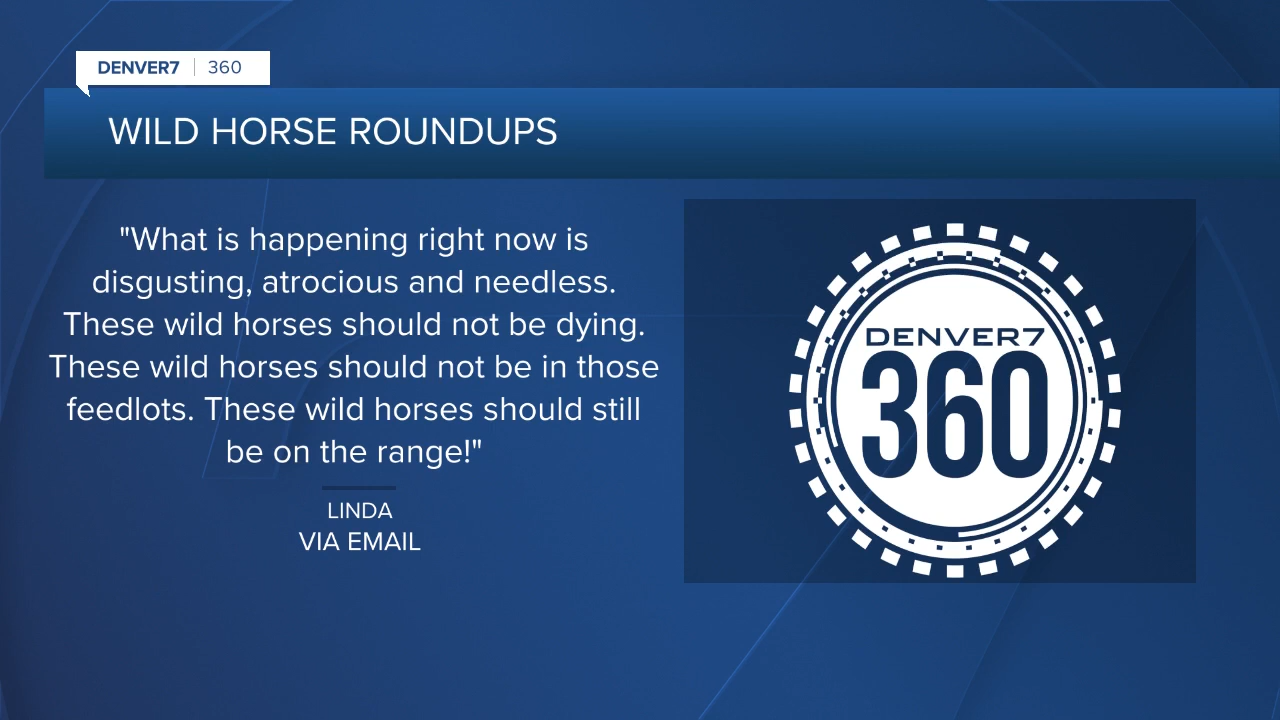 DENVER7 | 360
WILD HORSE ROUNDUPS
"What is happening right now is
disgusting, atrocious and needless.
These wild horses should not be dying.
These wild horses should not be in those
feedlots. These wild horses should still
be on the range!"
LINDA
VIA EMAIL
DENVER7
360